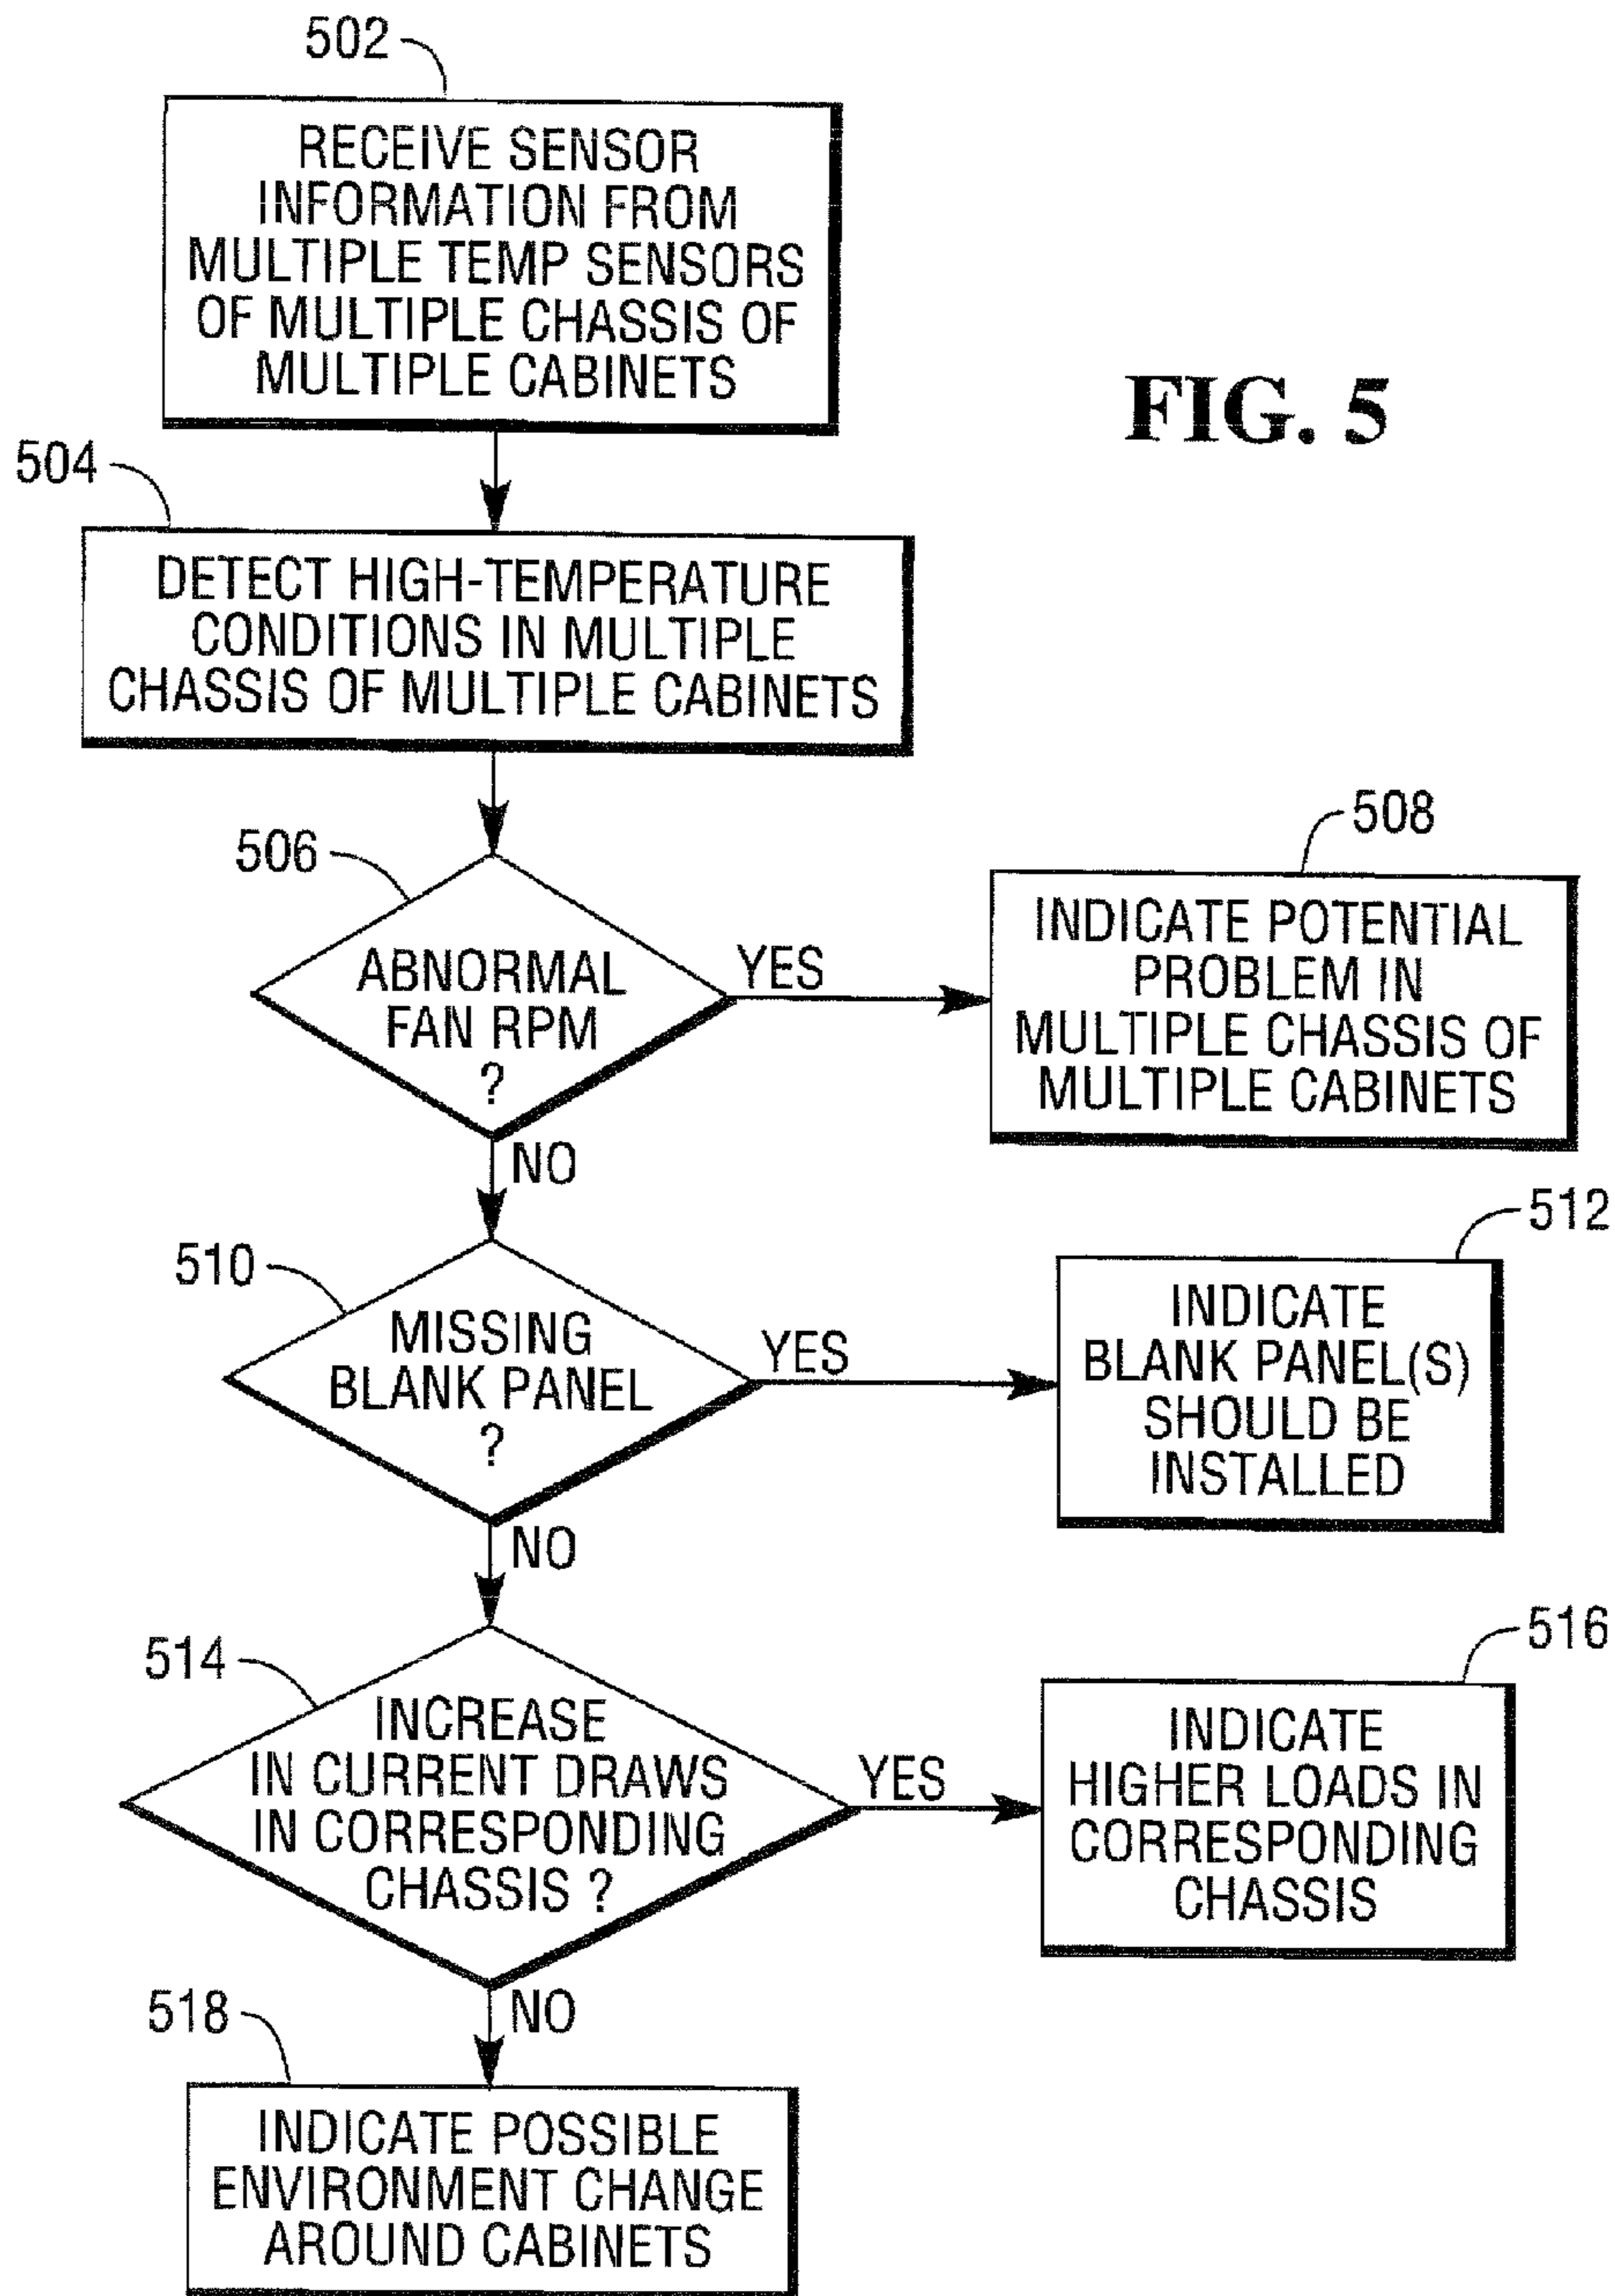 502
RECEIVE SENSOR
INFORMATION FROM
MULTIPLE TEMP SENSORS
OF MULTIPLE CHASSIS OF
MULTIPLE CABINETS
FIG. 5
504
DETECT HIGH-TEMPERATURE
CONDITIONS IN MULTIPLE
CHASSIS OF MULTIPLE CABINETS
506
ABNORMAL
FAN RPM
?
YES
NO
508
INDICATE POTENTIAL
PROBLEM IN
MULTIPLE CHASSIS OF
MULTIPLE CABINETS
510
MISSING
BLANK PANEL
?
YES
NO
512
INDICATE
BLANK PANEL(S)
SHOULD BE
INSTALLED
514
INCREASE
IN CURRENT DRAWS
IN CORRESPONDING
CHASSIS ?
YES
NO
516
INDICATE
HIGHER LOADS IN
CORRESPONDING
CHASSIS
518
INDICATE POSSIBLE
ENVIRONMENT CHANGE
AROUND CABINETS